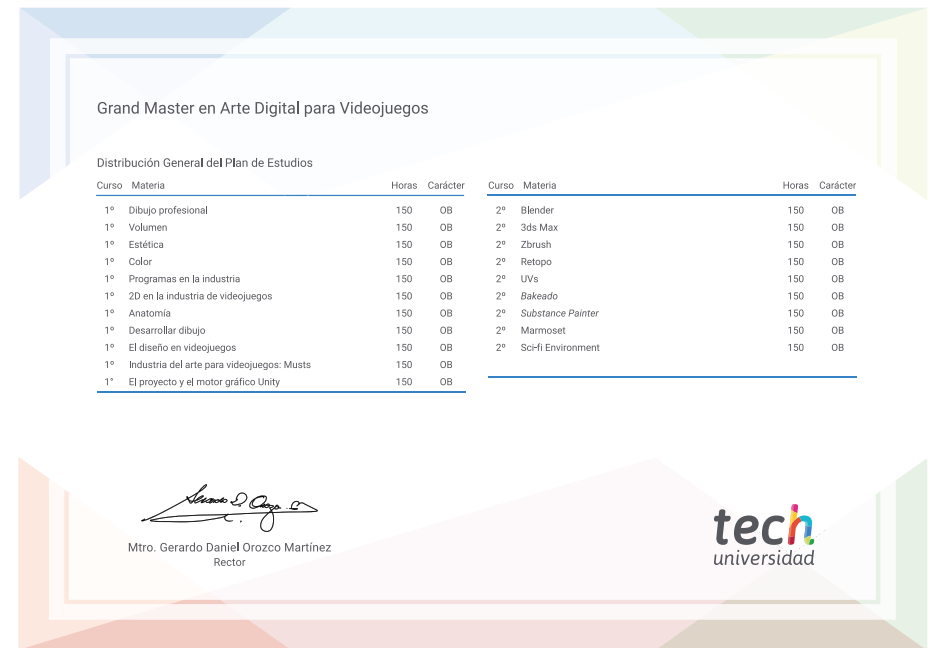 Grand Master en Arte Digital para Videojuegos
Distribución General del Plan de Estudios
Curso Materia Horas Carácter
1º Dibujo profesional 150 OB
1º Volumen 150 OB
1º Estética 150 OB
1º Color 150 OB
1º Programas en la industria 150 OB
1º 2D en la industria de videojuegos 150 OB
1º Anatomía 150 OB
1º Desarrollar dibujo 150 OB
1º El diseño en videojuegos 150 OB
1º Industria del arte para videojuegos: Musts 150 OB
1° El proyecto y el motor gráfico Unity 150 OB
Curso Materia Horas Carácter
2º Blender 150 OB
2º 3ds Max 150 OB
2º Zbrush 150 OB
2º Retopo 150 OB
2º UVs 150 OB
2º Bakeado 150 OB
2º Substance Painter 150 OB
2º Marmoset 150 OB
2º Sci-fi Environment 150 OB
Mtro. Gerardo Daniel Orozco Martínez
Rector
tech
universidad